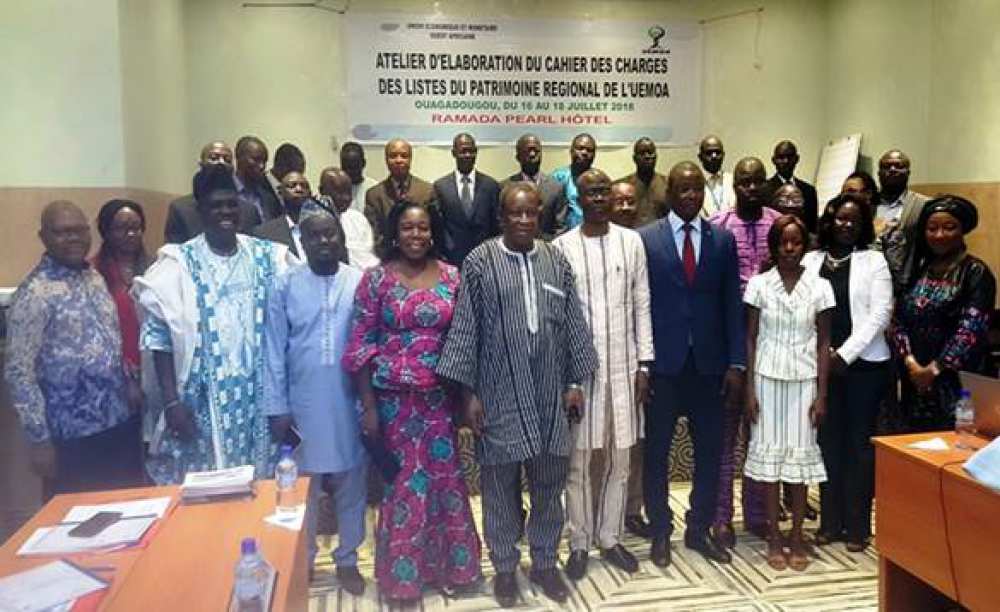 UNION ECONOMIQUE ET MONETAIRE
OUEST AFRICAINE
UEMOA
ATELIER D'ELABORATION DU CAHIER DES CHARGES
DES LISTES DU PATRIMOINE REGIONAL DE L'UEMOA
OUAGADOUGOU, DU 16 AU 18 JUILLET 2018
RAMADA PEARL HÔTEL